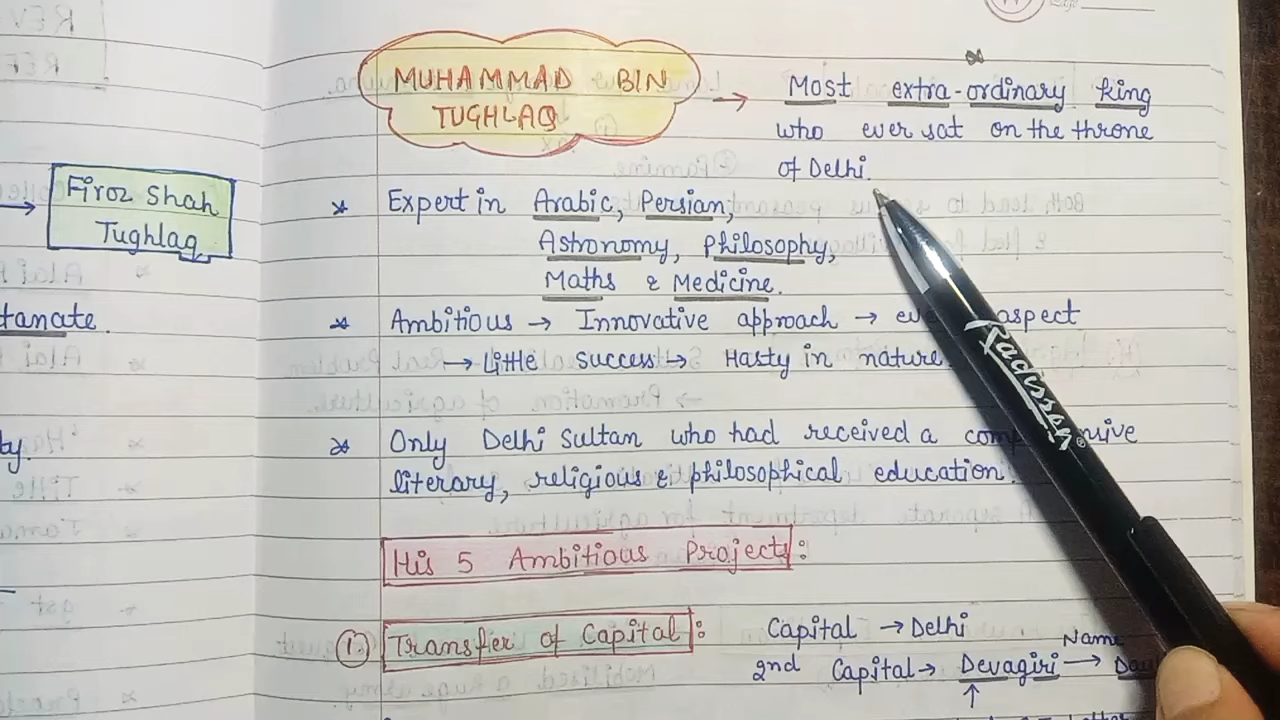 MUHAMMAD BIN
TUGHLAQ
→ Most extra-ordinary king
who ever sat on the throne
of Delhi.
→ Firoz Shah
Tughlaq
* Expert in Arabic, Persian,
Astronomy, Philosophy,
Maths & Medicine.
tanate.
* Ambitious → Innovative approach → aspect
→ Little success → Hasty in nature
by.
* Only Delhi Sultan who had received a
literary, religious & philosophical education.
His 5 Ambitious Projects:
① Transfer of Capital: Capital → Delhi
2nd Capital → Devagiri → Name
↑
Radisson